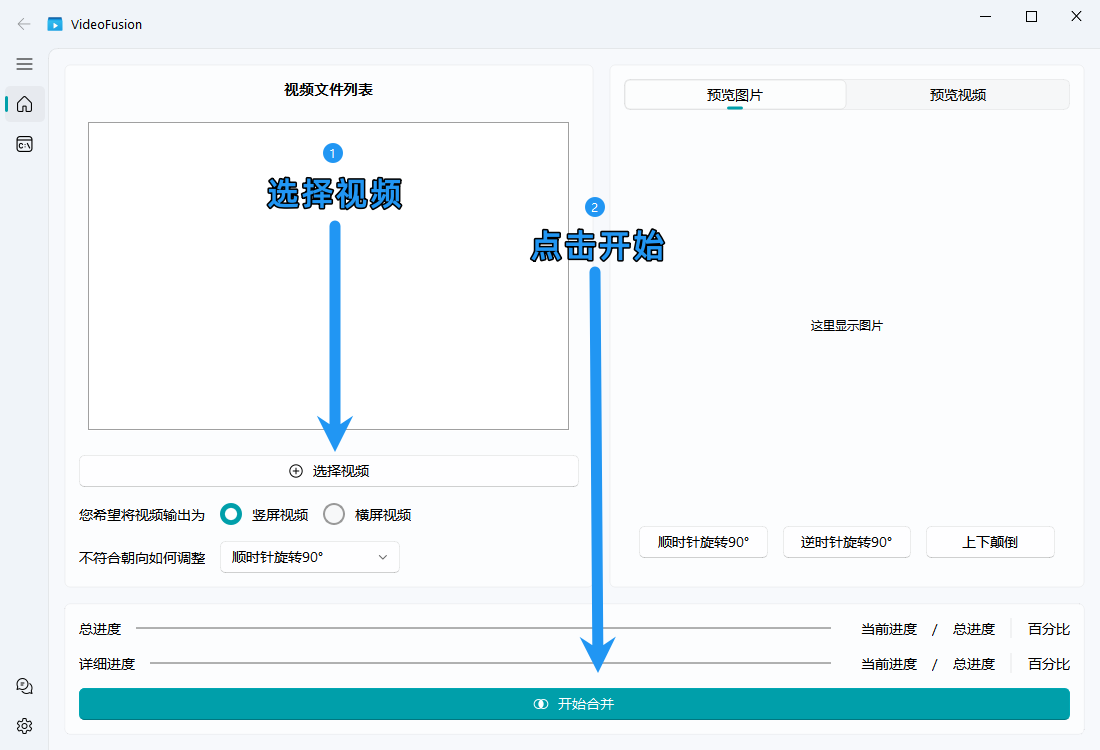 VideoFusion
视频文件列表
1
选择视频
选择视频
您希望将视频输出为 竖屏视频 横屏视频
不符合朝向如何调整 顺时针旋转90°
预览图片 预览视频
2
点击开始
这里显示图片
顺时针旋转90° 逆时针旋转90° 上下颠倒
总进度 当前进度 / 总进度 百分比
详细进度 当前进度 / 总进度 百分比
开始合并
C:\